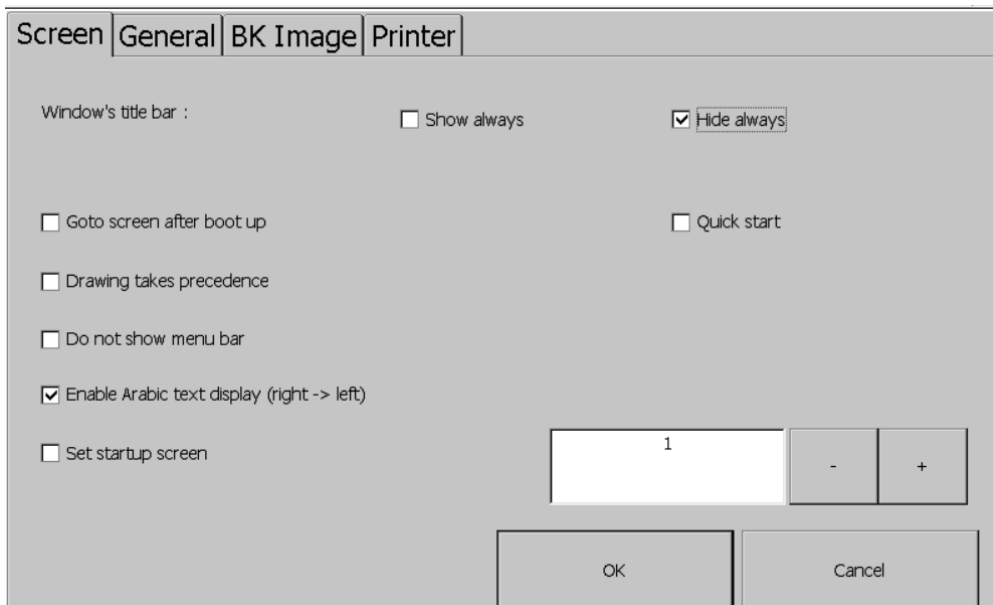 Screen General BK Image Printer
Window's title bar : Show always Hide always
Goto screen after boot up Quick start
Drawing takes precedence
Do not show menu bar
Enable Arabic text display (right -> left)
Set startup screen 1 - +
OK Cancel